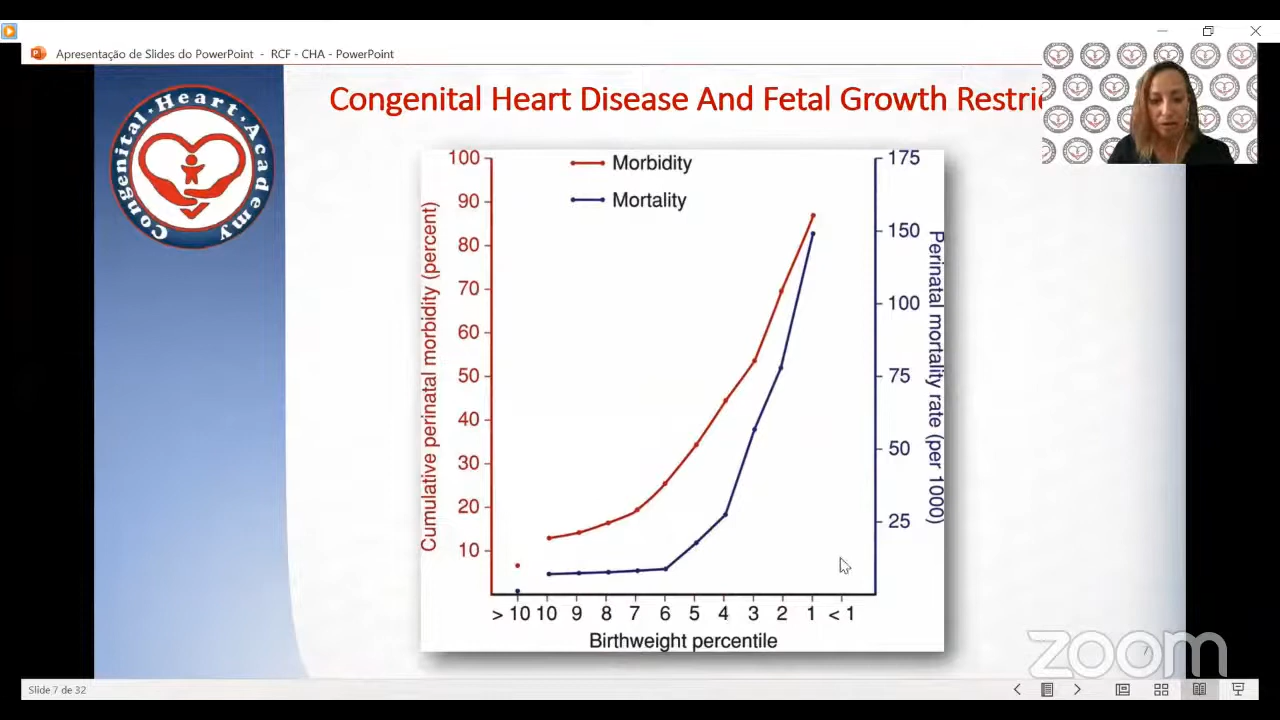 Apresentação de Slides do PowerPoint - RCF - CHA - PowerPoint
Congenital Heart Academy
Congenital Heart Disease And Fetal Growth Restri
Morbidity
Mortality
Cumulative perinatal morbidity (percent)
100
90
80
70
60
50
40
30
20
10
175
150
100
75
50
25
Perinatal mortality rate (per 1000)
> 10 10 9 8 7 6 5 4 3 2 1 < 1
Birthweight percentile
zoom
7
Slide 7 de 32